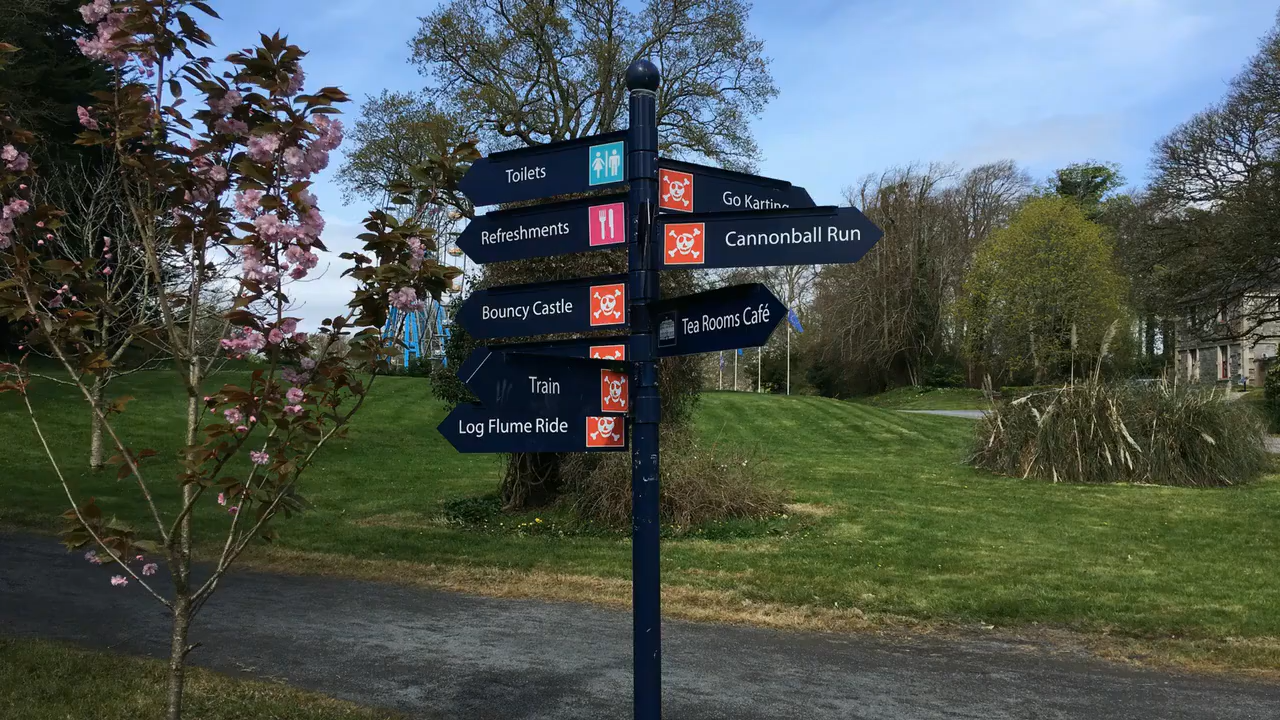 Toilets
Refreshments
Bouncy Castle
Train
Log Flume Ride
Go Karting
Cannonball Run
Tea Rooms Café